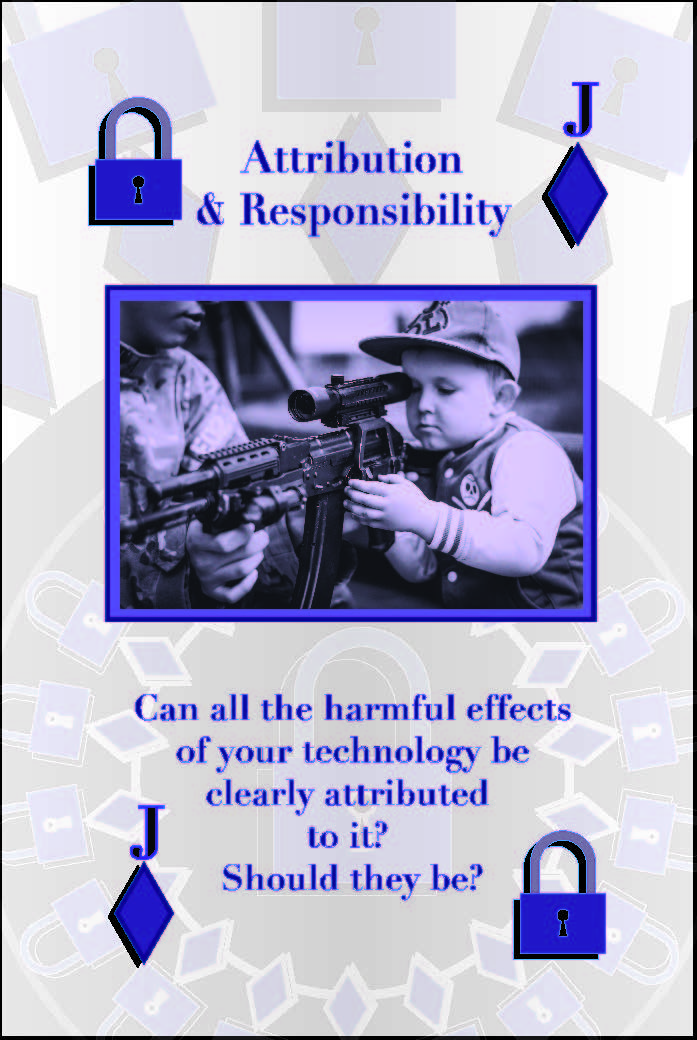 J
Attribution
& Responsibility
Can all the harmful effects
of your technology be
clearly attributed
to it?
Should they be?
J